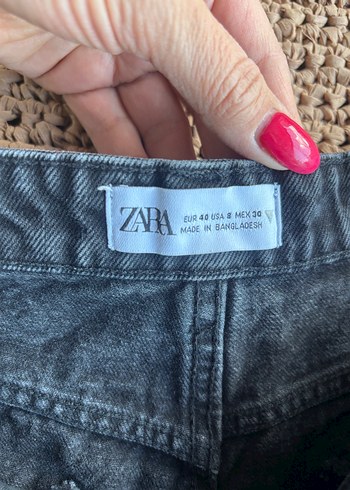 ZARA
EUR 40 USA 8 MEX 30
MADE IN BANGLADESH